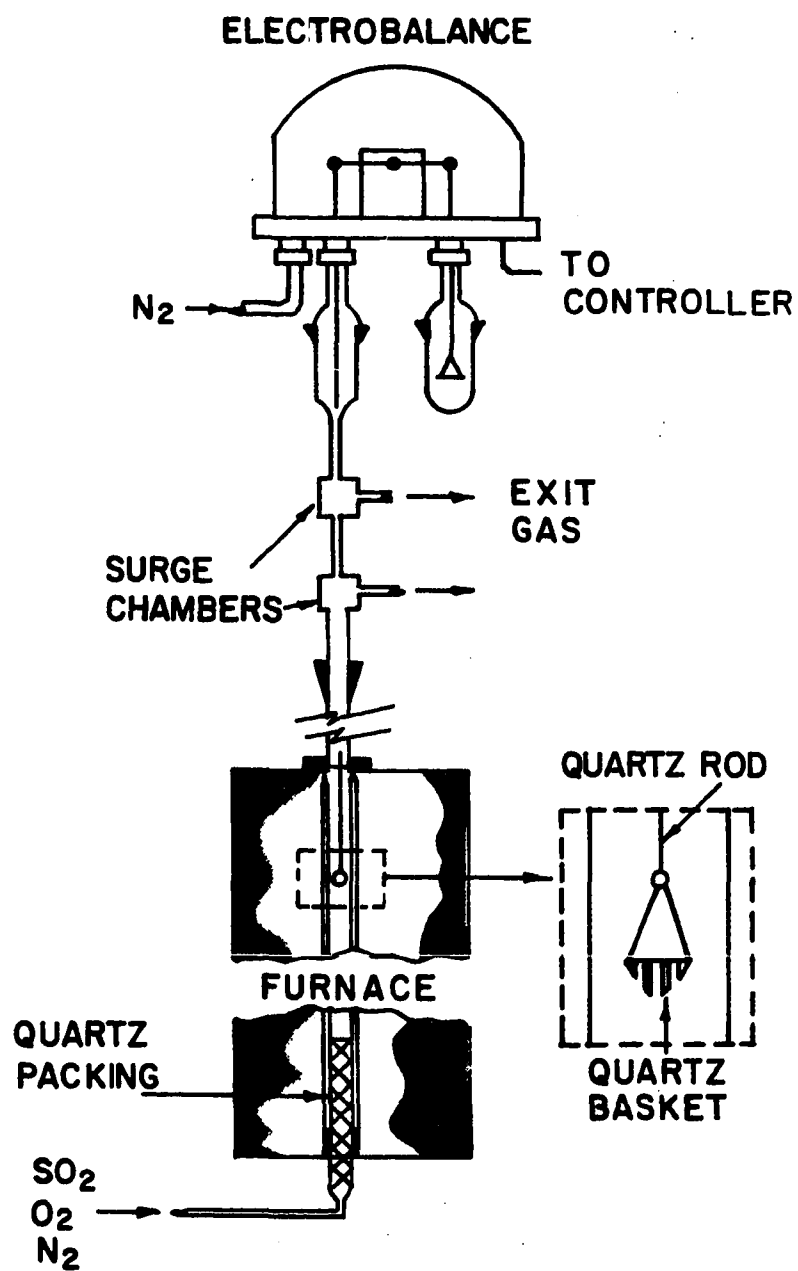 ELECTROBALANCE
TO
CONTROLLER
N2
EXIT
GAS
SURGE
CHAMBERS
QUARTZ ROD
FURNACE
QUARTZ
PACKING
QUARTZ
BASKET
SO2
O2
N2